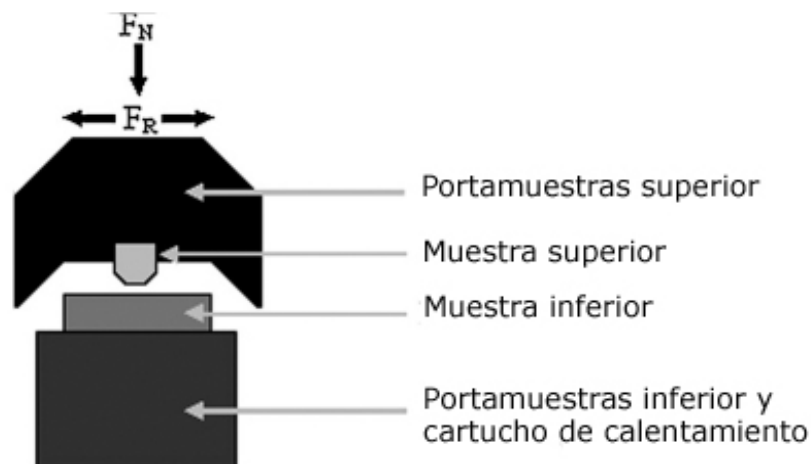 FN
FR
Portamuestras superior
Muestra superior
Muestra inferior
Portamuestras inferior y
cartucho de calentamiento